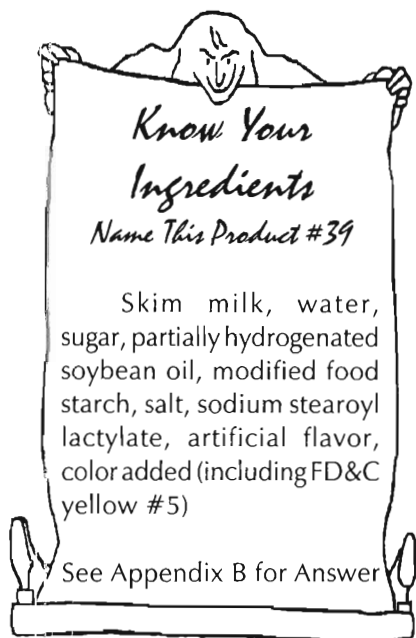 Know Your
Ingredients
Name This Product #39
Skim milk, water,
sugar, partially hydrogenated
soybean oil, modified food
starch, salt, sodium stearoyl
lactylate, artificial flavor,
color added (including FD&C
yellow #5)
See Appendix B for Answer